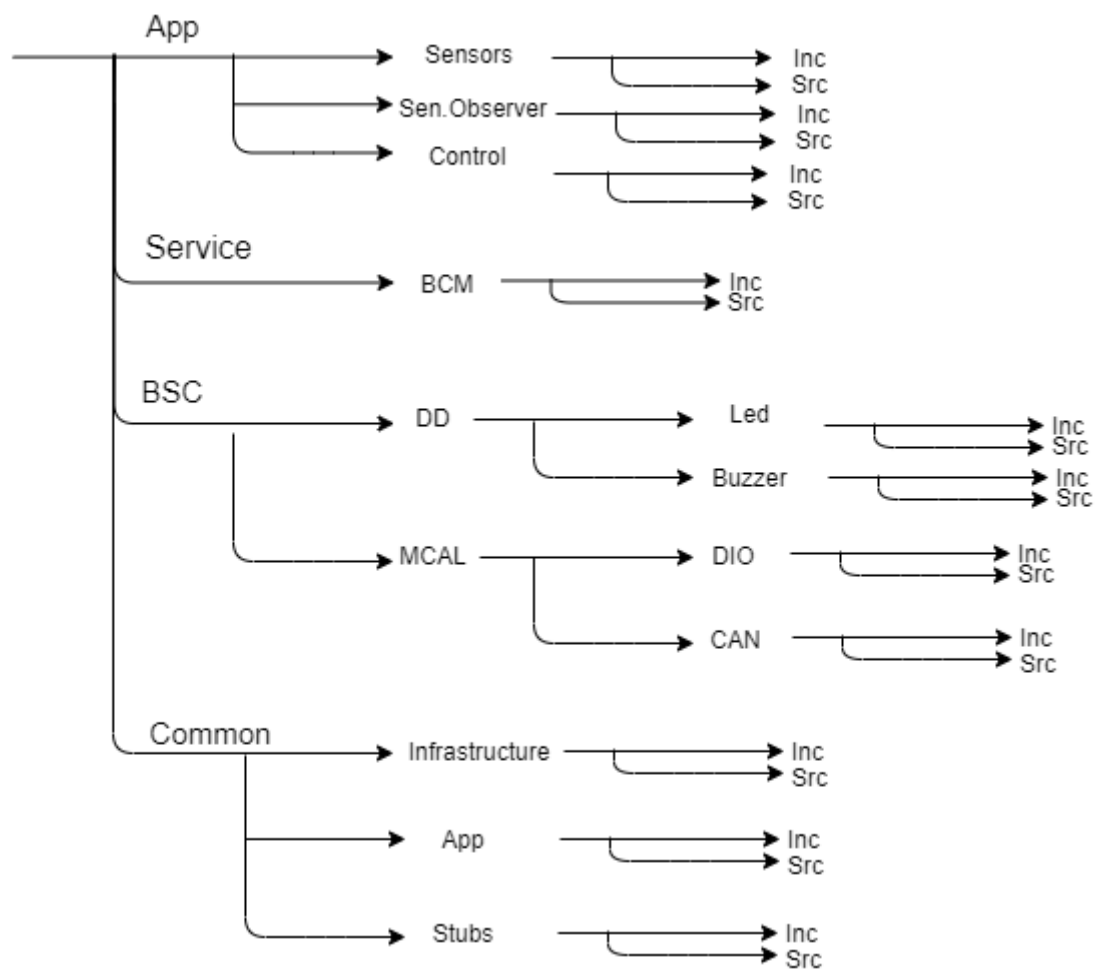 App
Sensors
Inc
Src
Sen.Observer
Inc
Src
Control
Inc
Src
Service
BCM
Inc
Src
BSC
DD
Led
Inc
Src
Buzzer
Inc
Src
MCAL
DIO
Inc
Src
CAN
Inc
Src
Common
Infrastructure
Inc
Src
App
Inc
Src
Stubs
Inc
Src